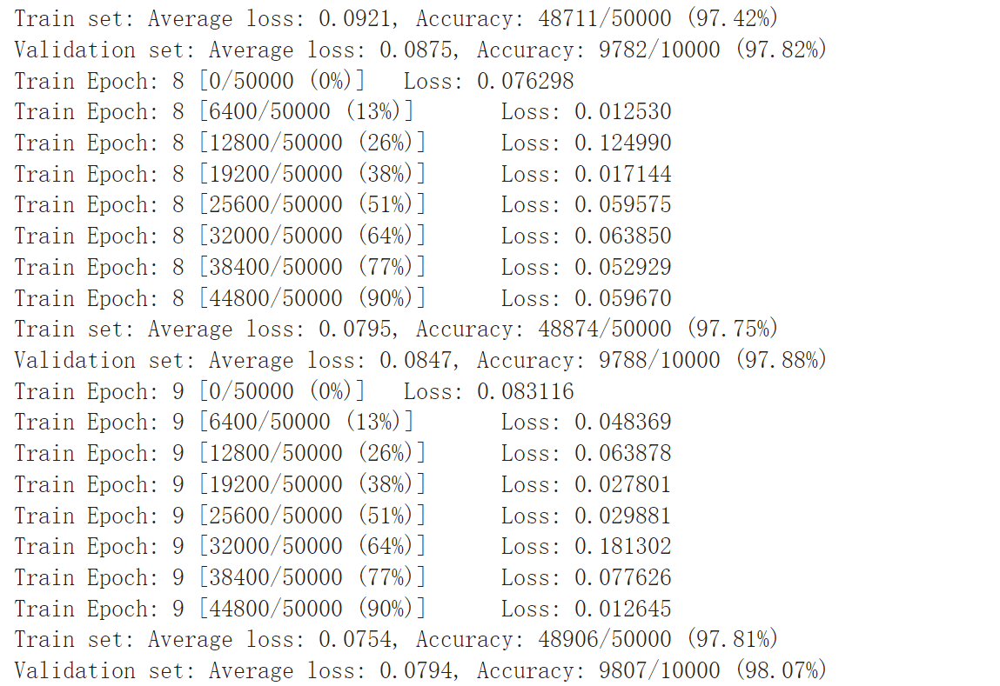 Train set: Average loss: 0.0921, Accuracy: 48711/50000 (97.42%)
Validation set: Average loss: 0.0875, Accuracy: 9782/10000 (97.82%)
Train Epoch: 8 [0/50000 (0%)]	Loss: 0.076298
Train Epoch: 8 [6400/50000 (13%)]	Loss: 0.012530
Train Epoch: 8 [12800/50000 (26%)]	Loss: 0.124990
Train Epoch: 8 [19200/50000 (38%)]	Loss: 0.017144
Train Epoch: 8 [25600/50000 (51%)]	Loss: 0.059575
Train Epoch: 8 [32000/50000 (64%)]	Loss: 0.063850
Train Epoch: 8 [38400/50000 (77%)]	Loss: 0.052929
Train Epoch: 8 [44800/50000 (90%)]	Loss: 0.059670
Train set: Average loss: 0.0795, Accuracy: 48874/50000 (97.75%)
Validation set: Average loss: 0.0847, Accuracy: 9788/10000 (97.88%)
Train Epoch: 9 [0/50000 (0%)]	Loss: 0.083116
Train Epoch: 9 [6400/50000 (13%)]	Loss: 0.048369
Train Epoch: 9 [12800/50000 (26%)]	Loss: 0.063878
Train Epoch: 9 [19200/50000 (38%)]	Loss: 0.027801
Train Epoch: 9 [25600/50000 (51%)]	Loss: 0.029881
Train Epoch: 9 [32000/50000 (64%)]	Loss: 0.181302
Train Epoch: 9 [38400/50000 (77%)]	Loss: 0.077626
Train Epoch: 9 [44800/50000 (90%)]	Loss: 0.012645
Train set: Average loss: 0.0754, Accuracy: 48906/50000 (97.81%)
Validation set: Average loss: 0.0794, Accuracy: 9807/10000 (98.07%)